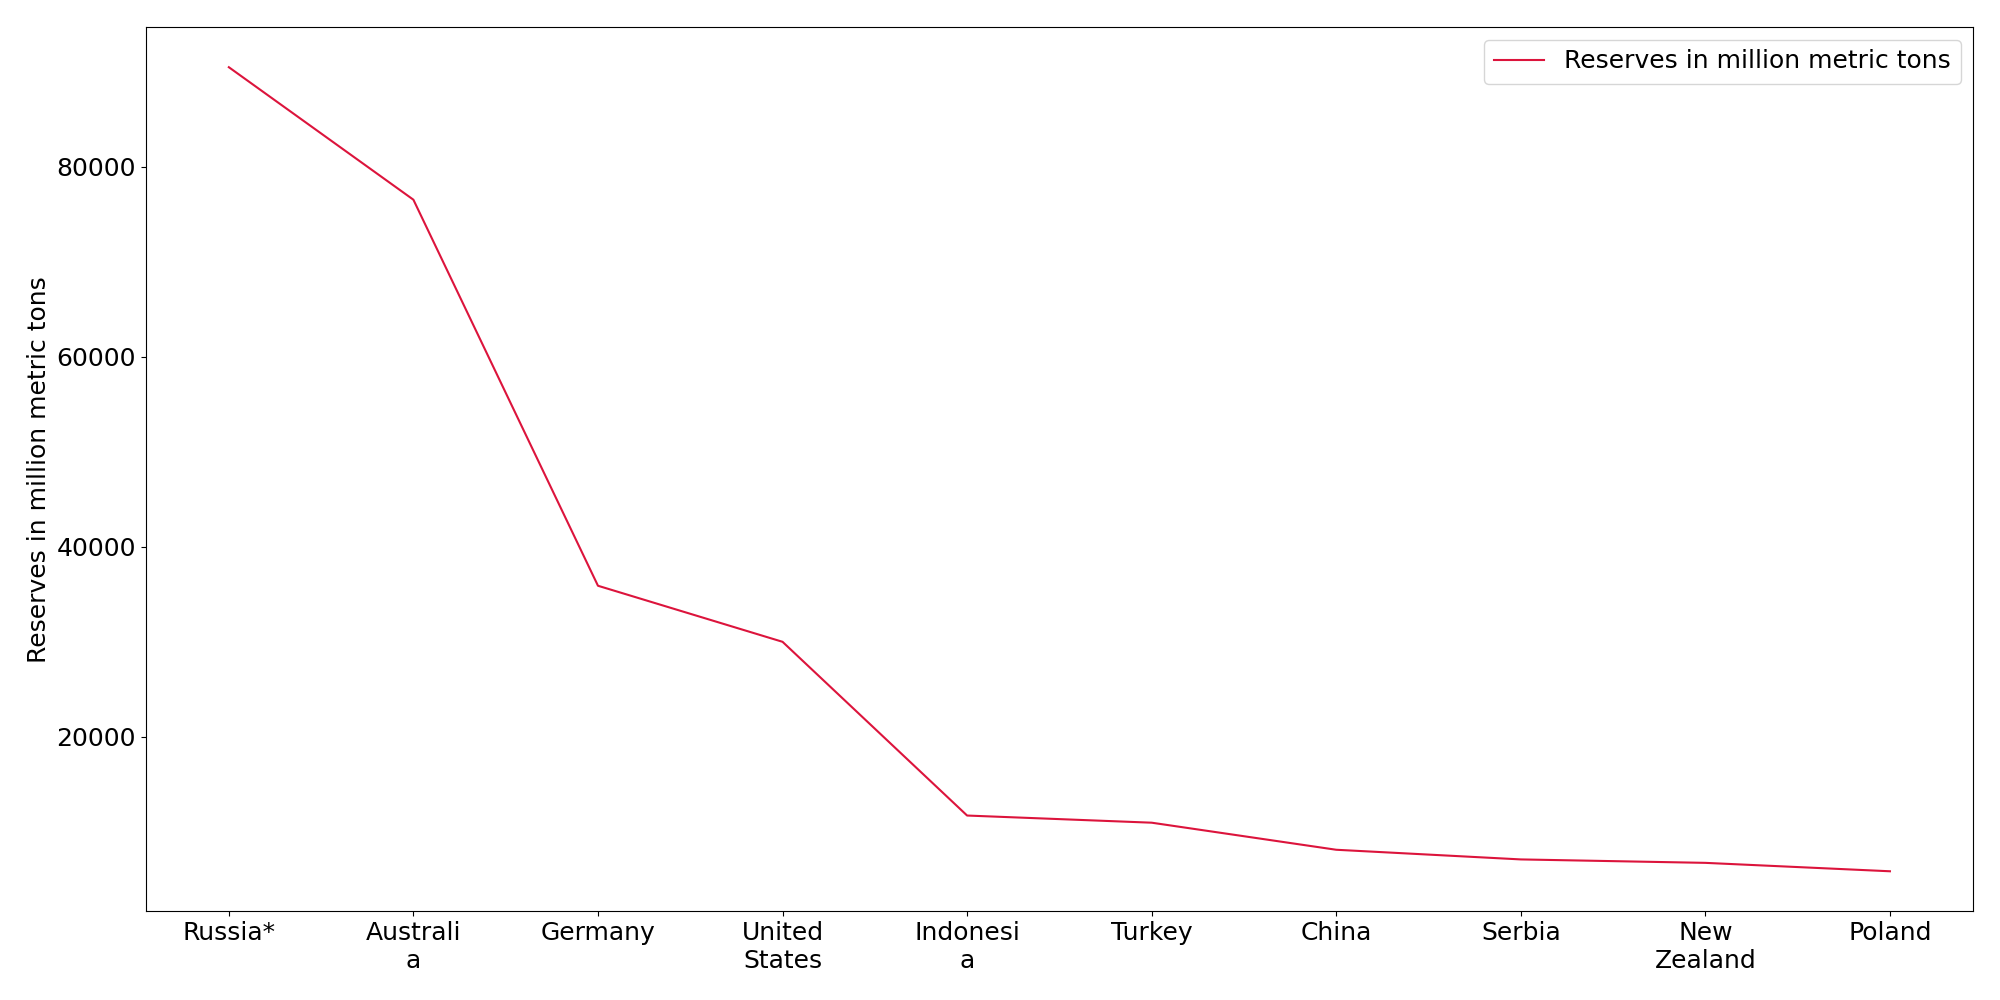 Reserves in million metric tons
Reserves in million metric tons
80000
60000
40000
20000
Russia*
Australi
a
Germany
United
States
Indonesi
a
Turkey
China
Serbia
New
Zealand
Poland